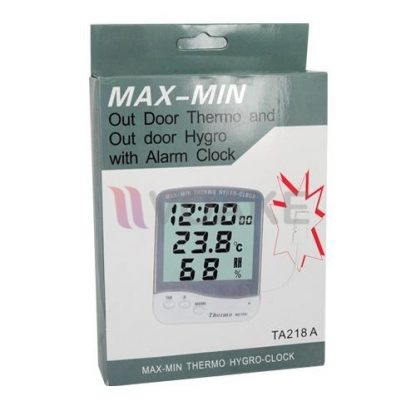 MAX-MIN
Out Door Thermo and
Out door Hygro
with Alarm Clock
MAX-MIN THERMO HYGRO-CLOCK
12:00 00
23.8 °C
68 %
Thermo
TA218 A
MAX-MIN THERMO HYGRO-CLOCK